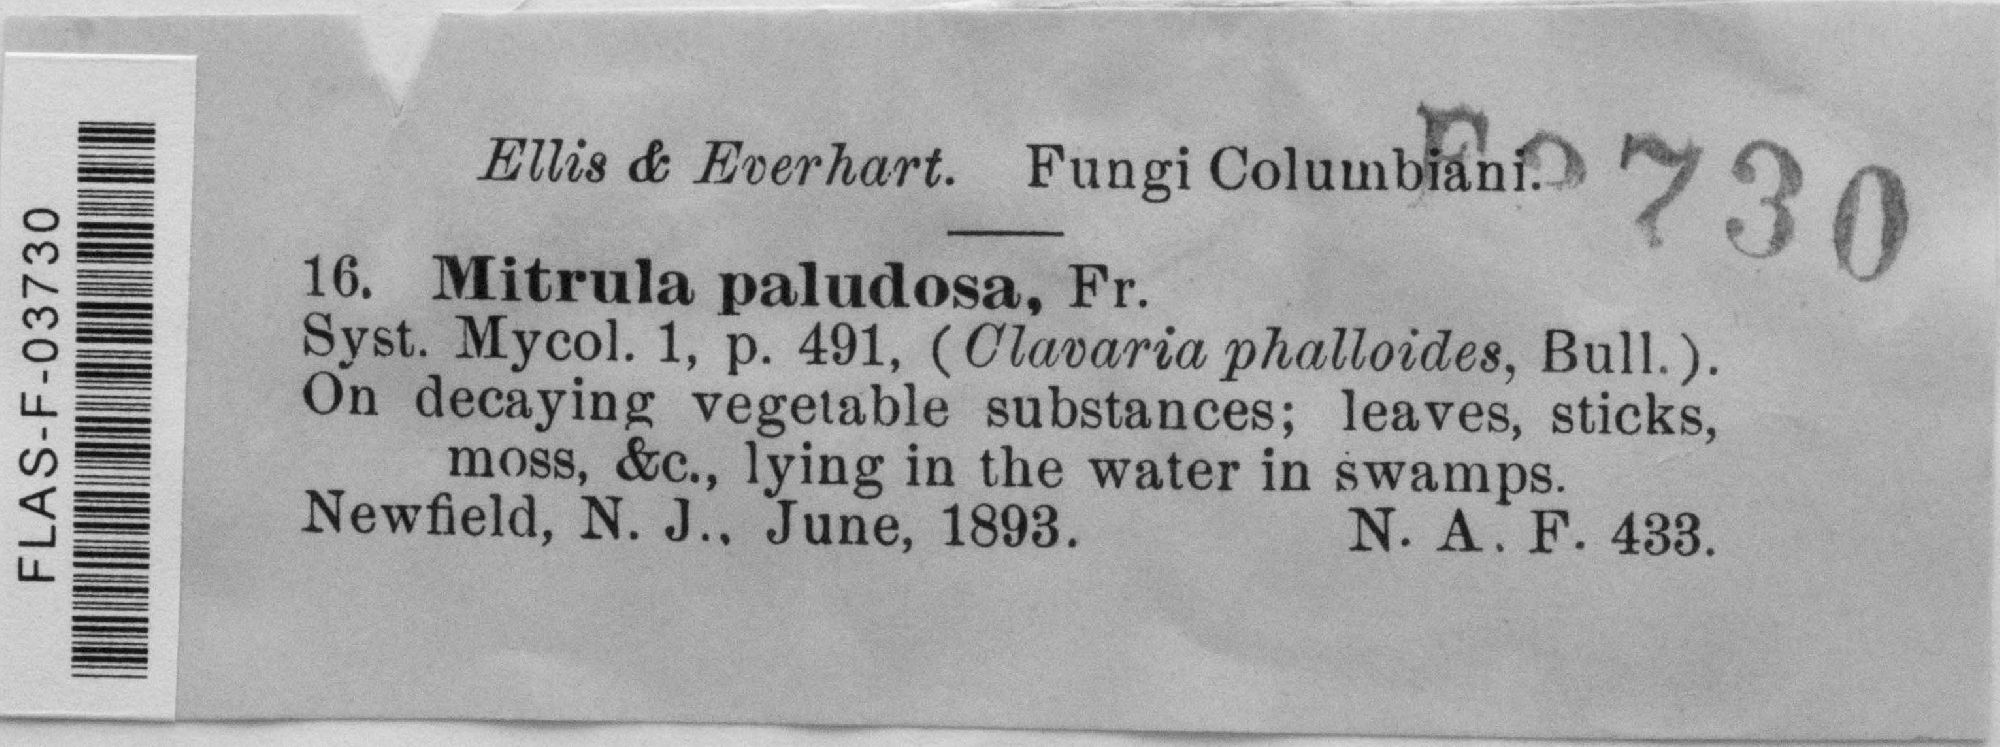 FLAS-F-03730
Ellis & Everhart. Fungi Columbiani.
F3730
16. Mitrula paludosa, Fr.
Syst. Mycol. 1, p. 491, (Clavaria phalloides, Bull.).
On decaying vegetable substances; leaves, sticks,
moss, &c., lying in the water in swamps.
Newfield, N. J., June, 1893. N. A. F. 433.